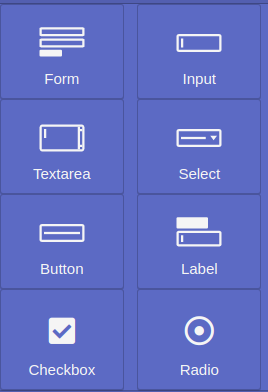 Form
Input
Textarea
Select
Button
Label
Checkbox
Radio